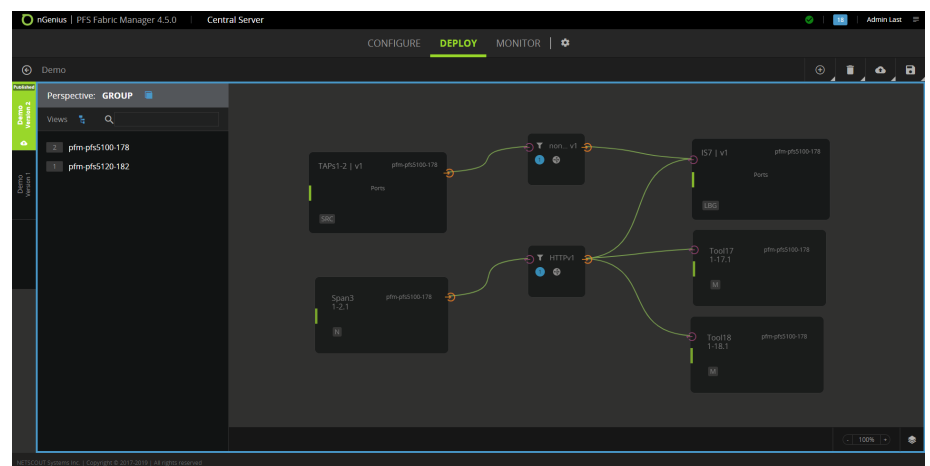 nGenius | PFS Fabric Manager 4.5.0 | Central Server
18 | Admin Last
CONFIGURE DEPLOY MONITOR
Demo
Published
Demo
Version 2
Demo
Version 1
Perspective: GROUP
Views
2 pfm-pfs5100-178
1 pfm-pfs5120-182
TAPs1-2 | v1 pfm-pfs5100-178
Ports
SRC
non... v1
IS7 | v1 pfm-pfs5100-178
Ports
LBG
HTTPv1
Tool17 pfm-pfs5100-178
1-17.1
M
Span3 pfm-pfs5100-178
1-2.1
N
Tool18 pfm-pfs5100-178
1-18.1
M
- 100% +
NETSCOUT Systems Inc. | Copyright © 2017-2019 | All rights reserved